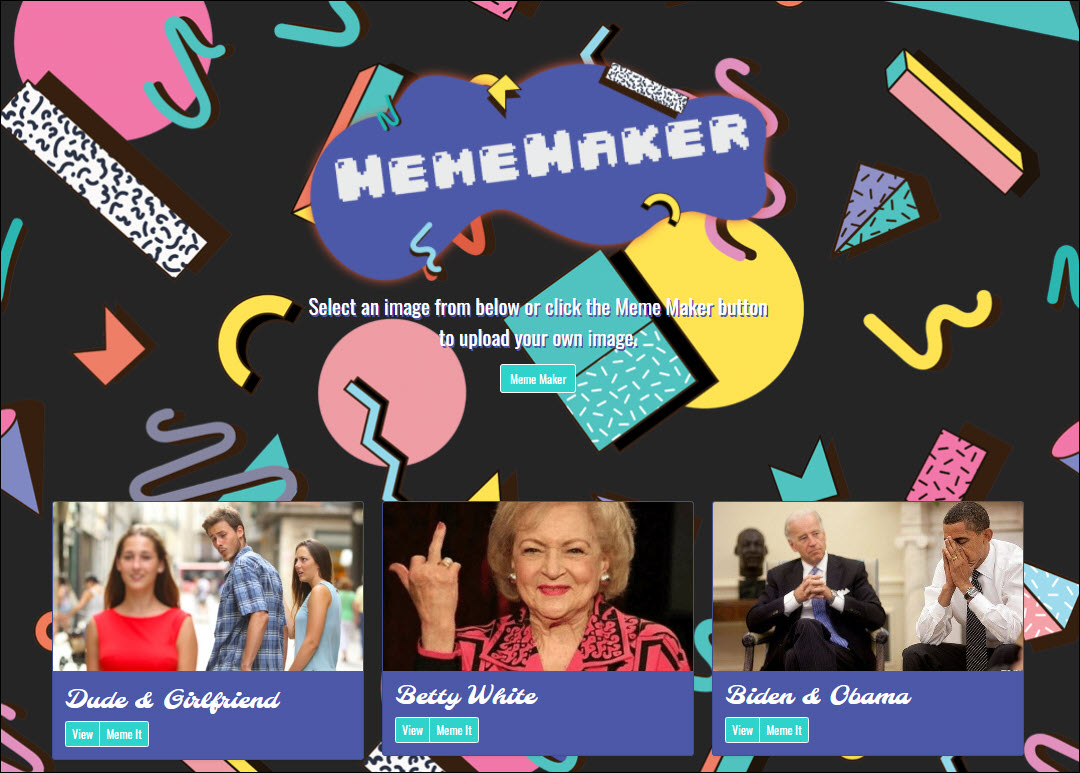 MemeMaker
Select an image from below or click the Meme Maker button
to upload your own image.
Meme Maker
Dude & Girlfriend
View Meme It
Betty White
View Meme It
Biden & Obama
View Meme It